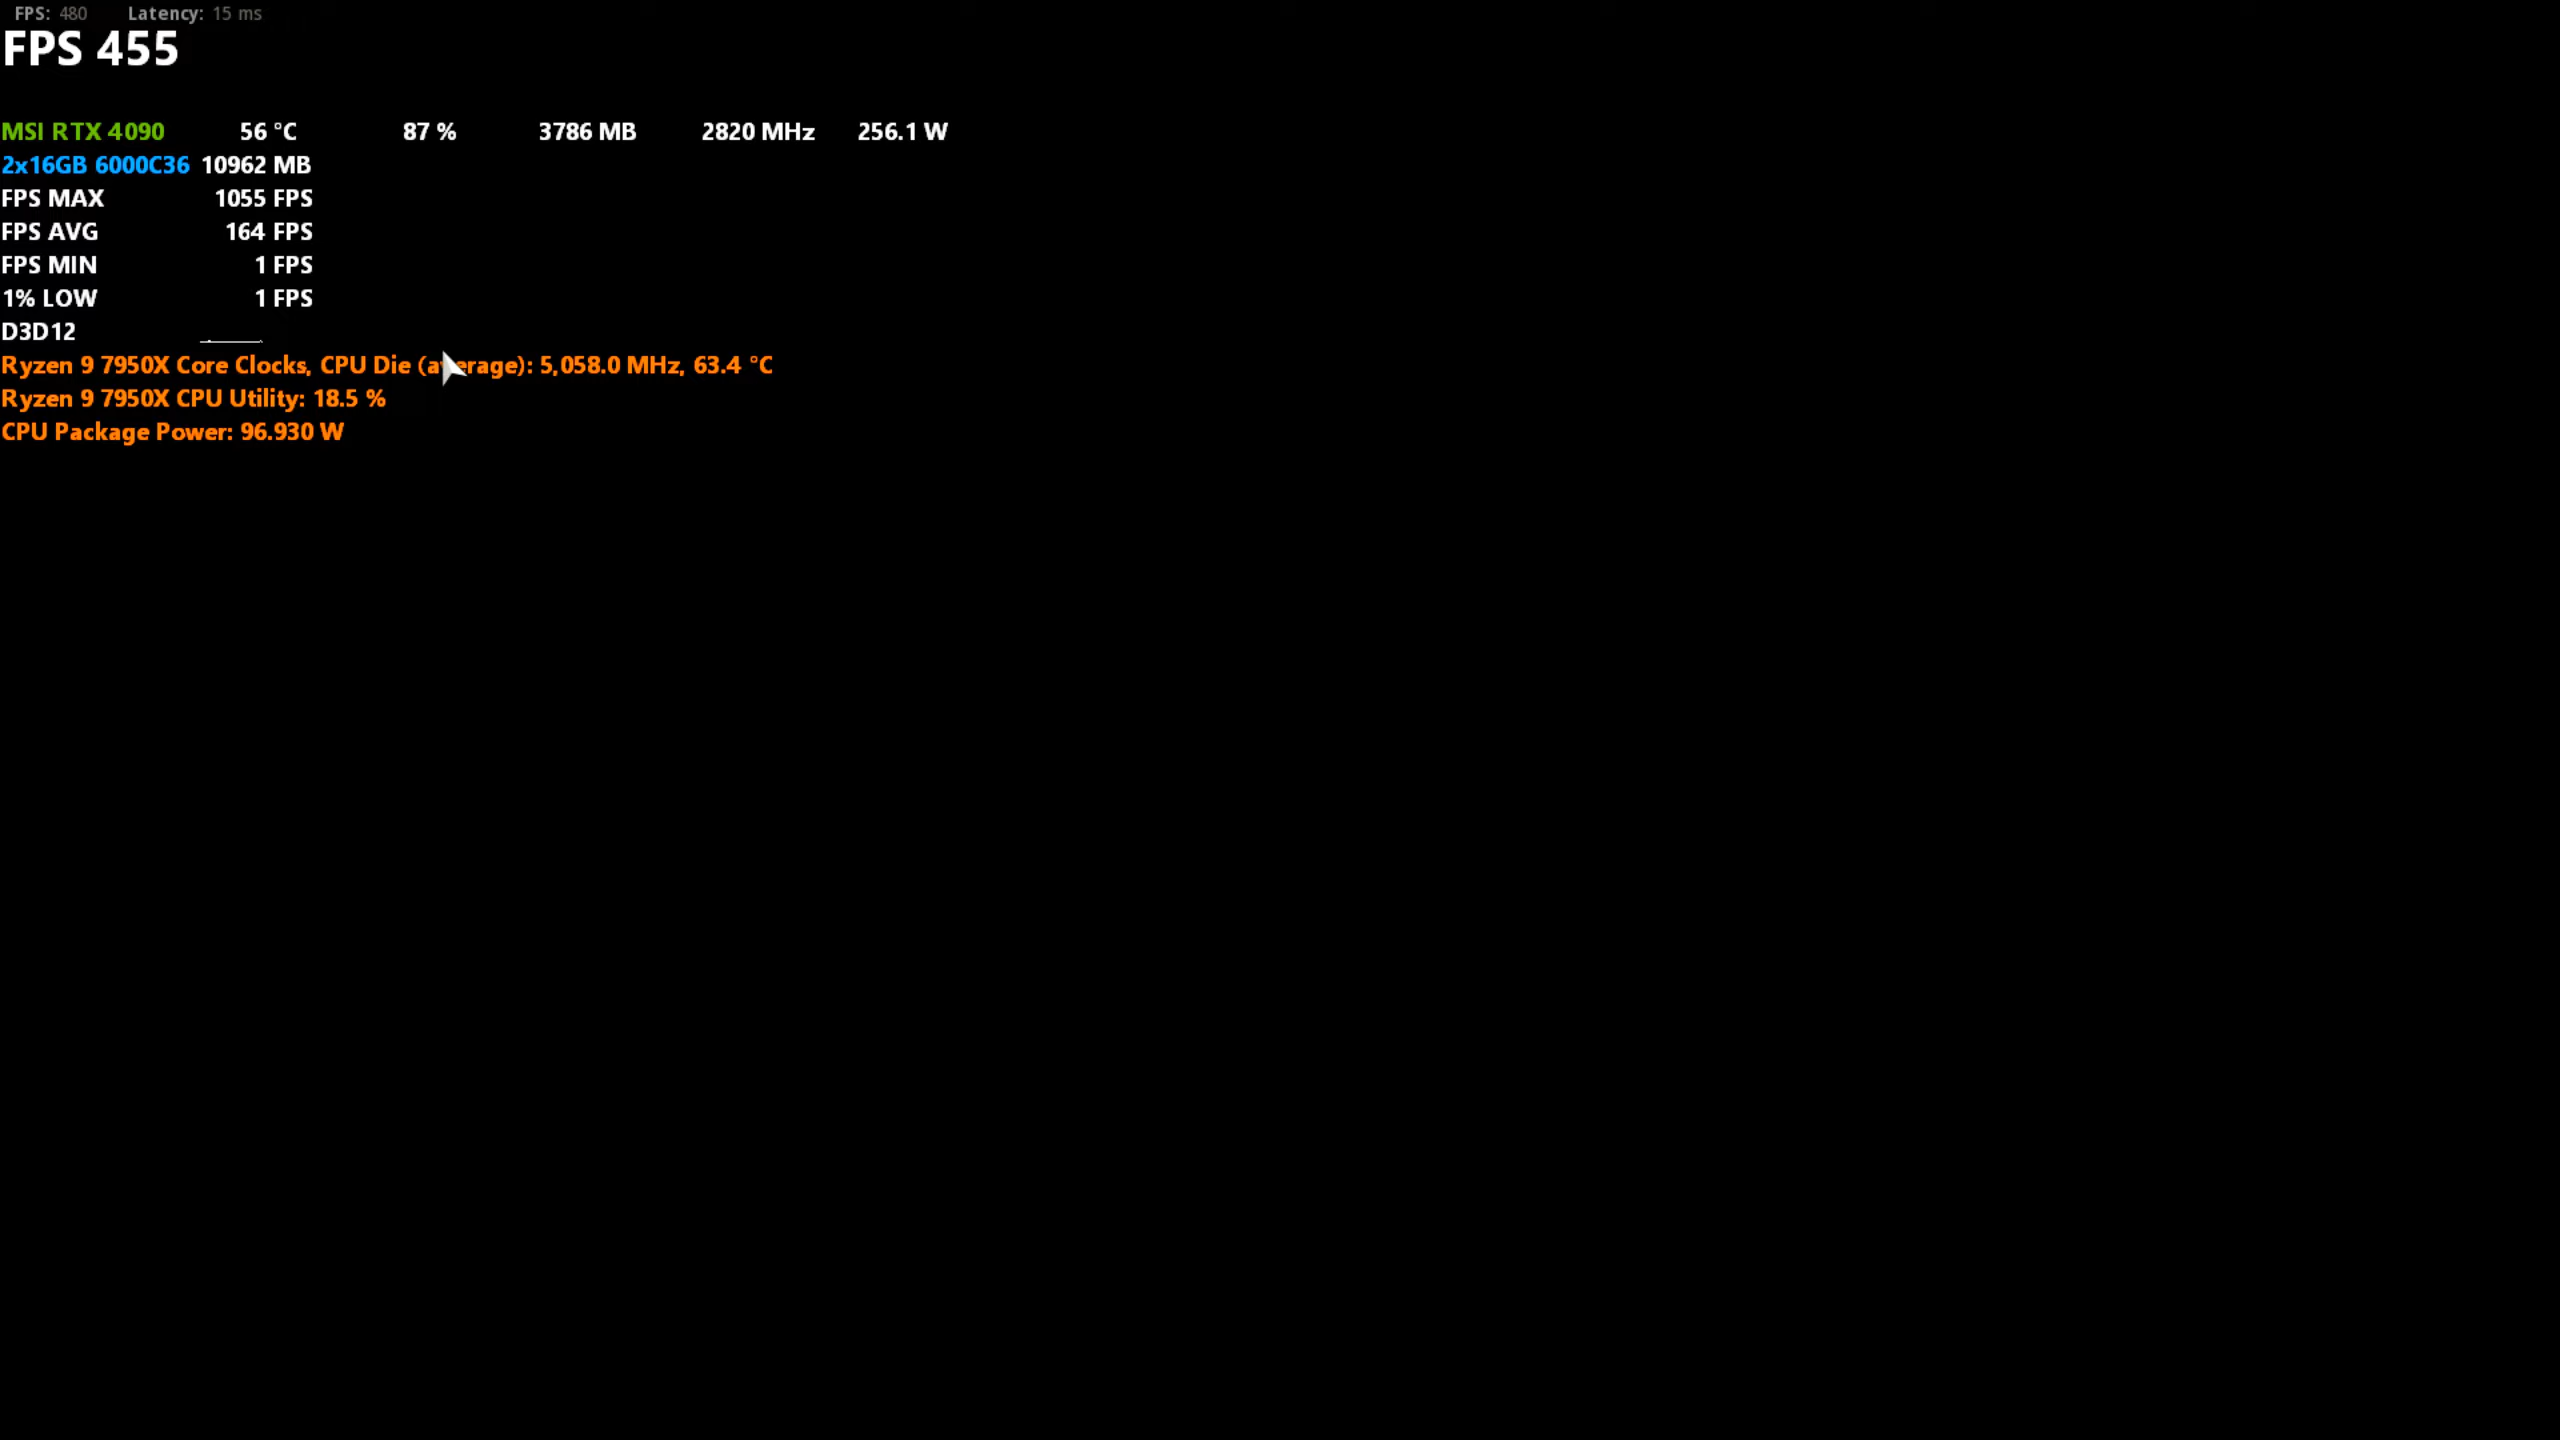 FPS: 480 Latency: 15 ms
FPS 455
MSI RTX 4090 56 °C 87 % 3786 MB 2820 MHz 256.1 W
2x16GB 6000C36 10962 MB
FPS MAX 1055 FPS
FPS AVG 164 FPS
FPS MIN 1 FPS
1% LOW 1 FPS
D3D12
Ryzen 9 7950X Core Clocks, CPU Die (average): 5,058.0 MHz, 63.4 °C
Ryzen 9 7950X CPU Utility: 18.5 %
CPU Package Power: 96.930 W